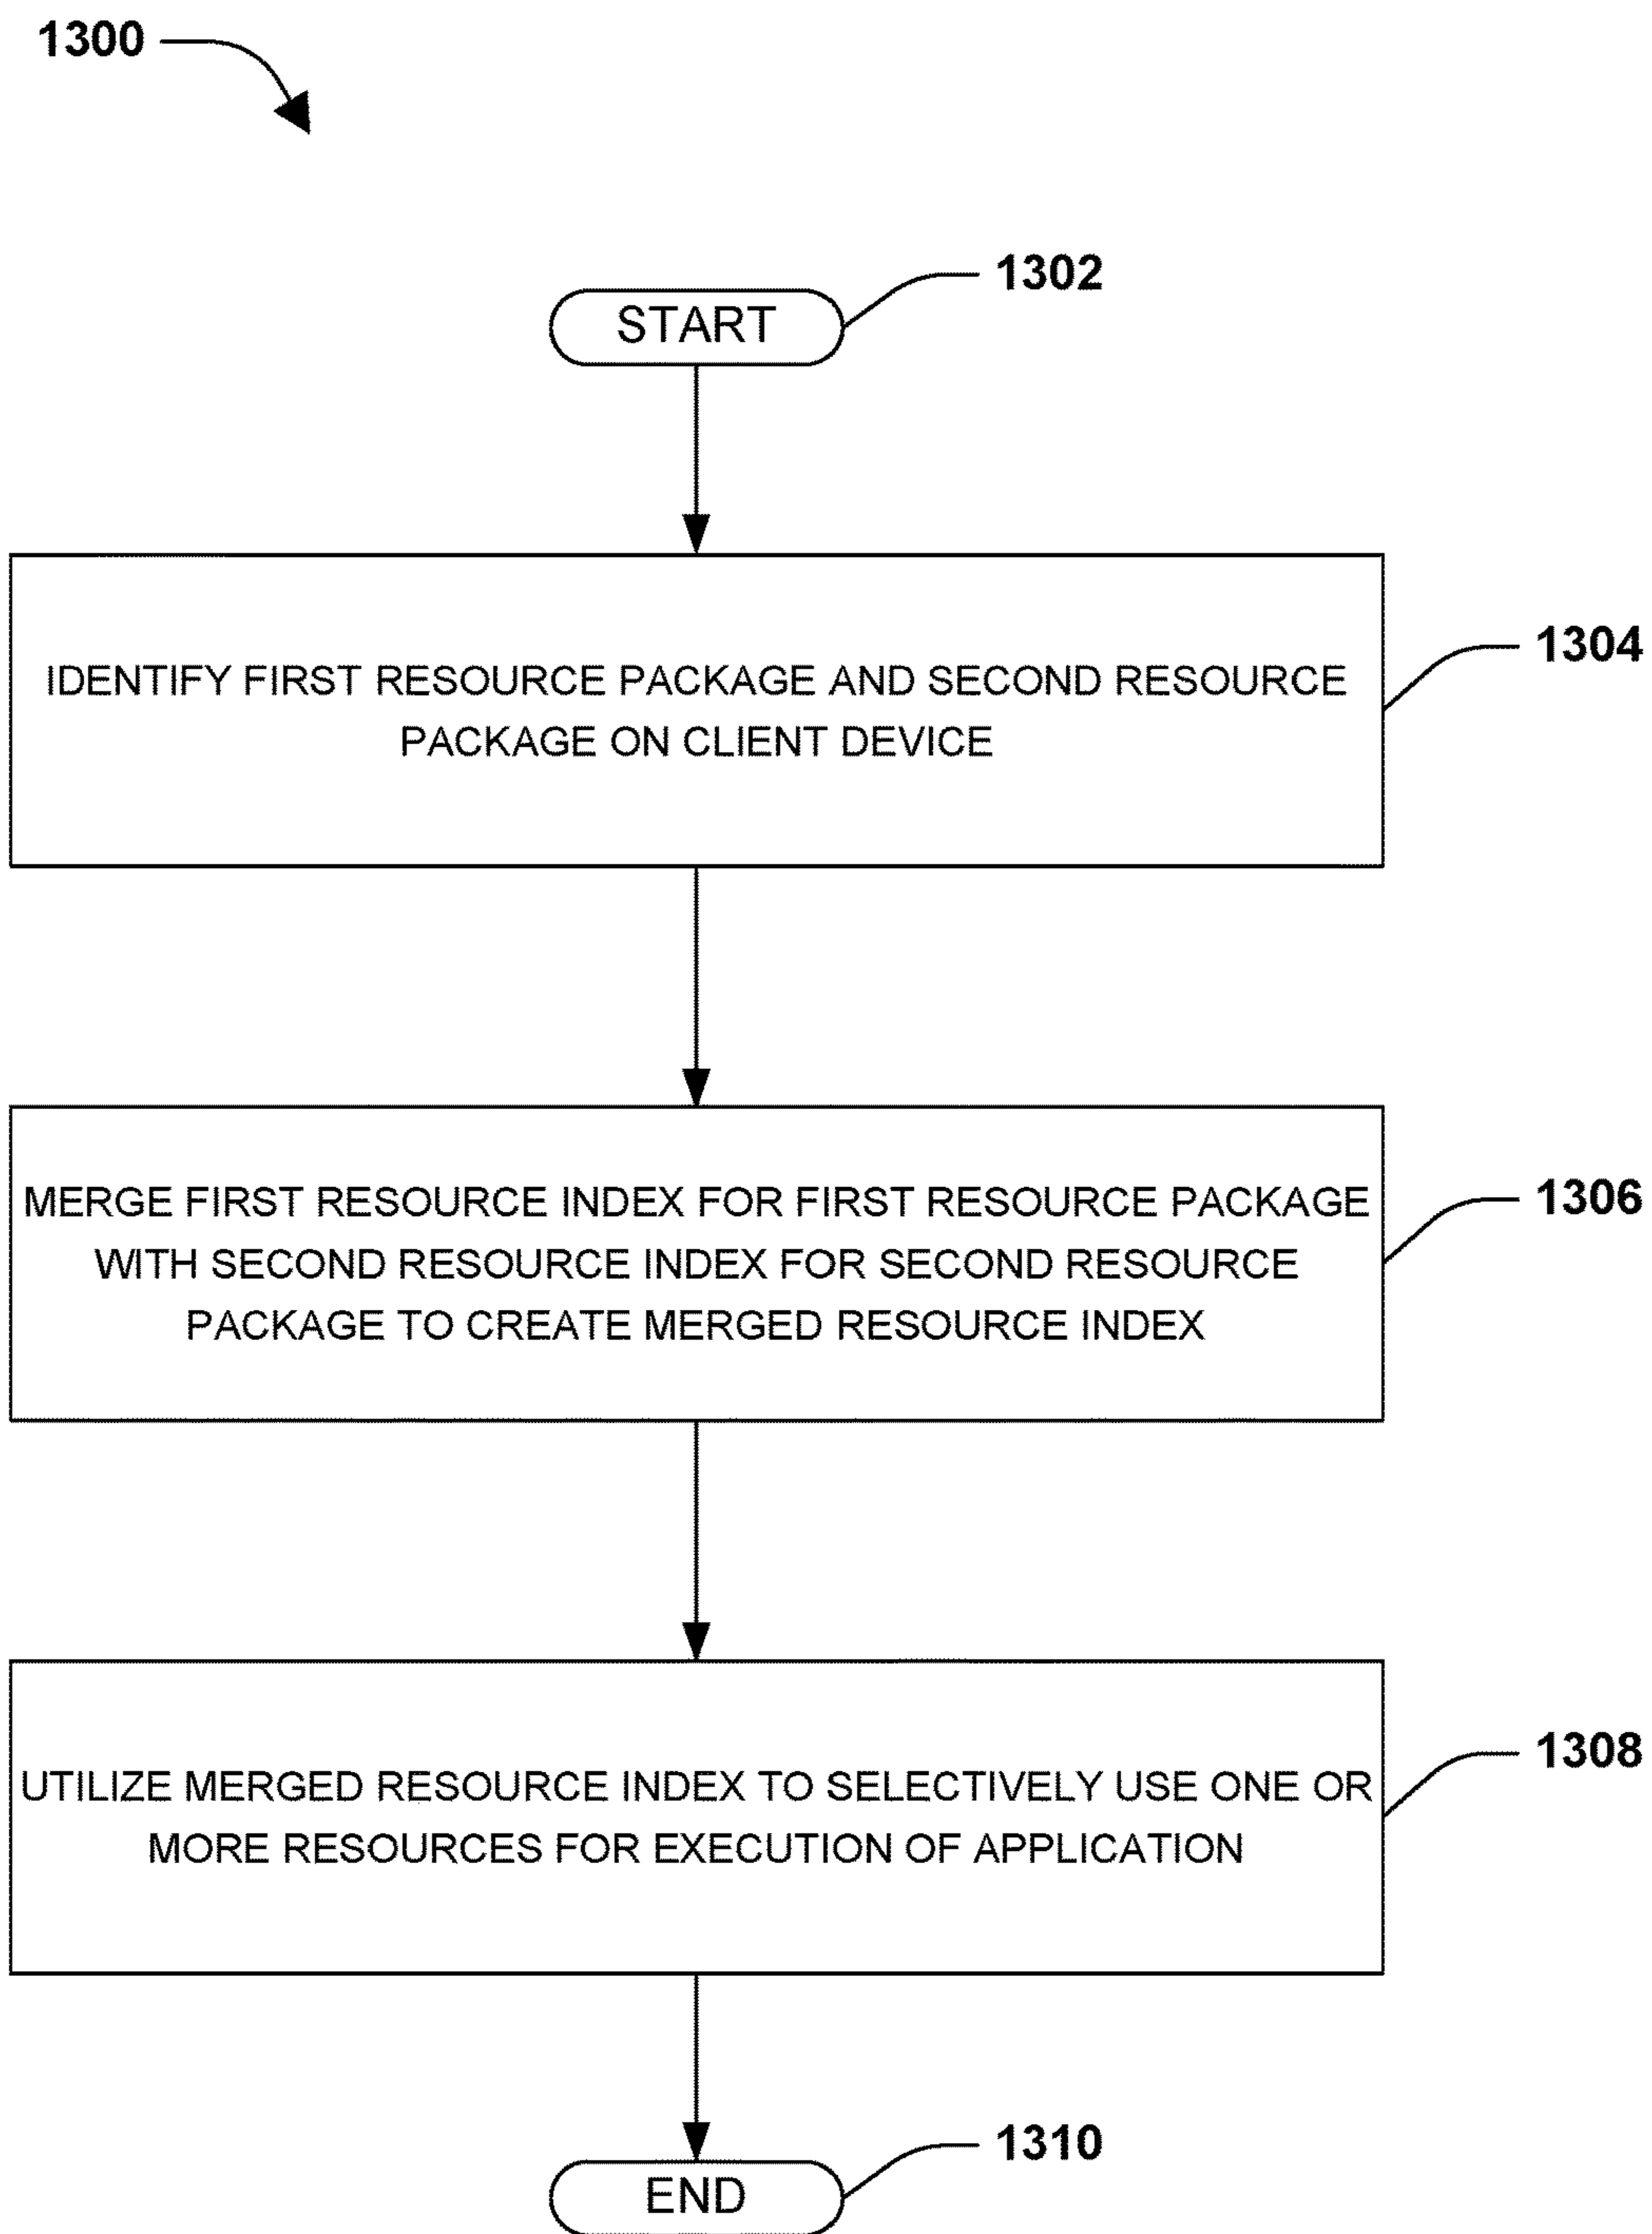 1300
1302
START
1304
IDENTIFY FIRST RESOURCE PACKAGE AND SECOND RESOURCE
PACKAGE ON CLIENT DEVICE
1306
MERGE FIRST RESOURCE INDEX FOR FIRST RESOURCE PACKAGE
WITH SECOND RESOURCE INDEX FOR SECOND RESOURCE
PACKAGE TO CREATE MERGED RESOURCE INDEX
1308
UTILIZE MERGED RESOURCE INDEX TO SELECTIVELY USE ONE OR
MORE RESOURCES FOR EXECUTION OF APPLICATION
1310
END